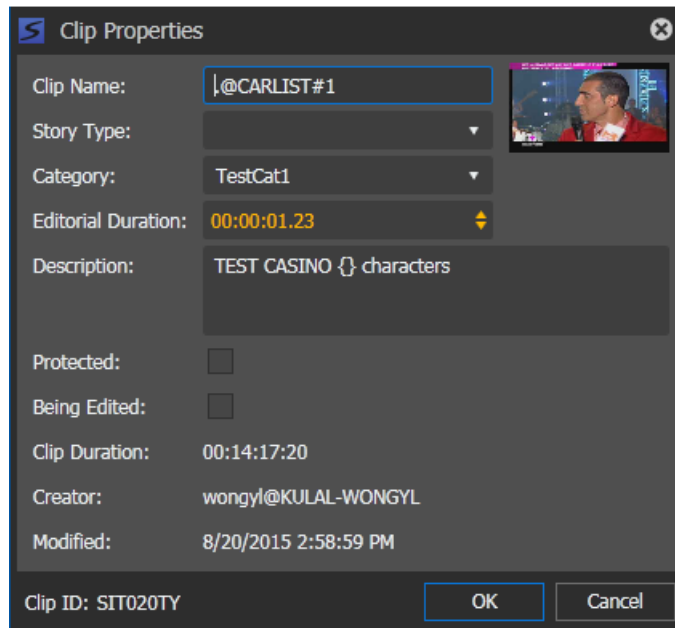 Clip Properties
Clip Name: .@CARLIST#1
Story Type:
Category: TestCat1
Editorial Duration: 00:00:01.23
Description: TEST CASINO {} characters
Protected:
Being Edited:
Clip Duration: 00:14:17:20
Creator: wongyl@KULAL-WONGYL
Modified: 8/20/2015 2:58:59 PM
Clip ID: SIT020TY OK Cancel